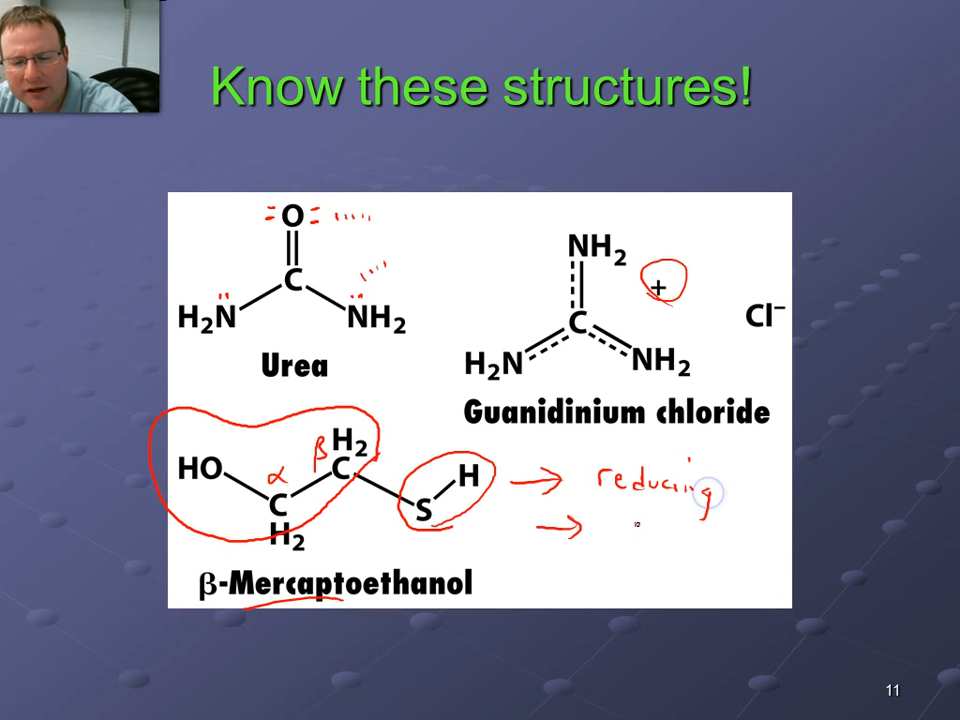 Know these structures!
O
C
H2N NH2
Urea
NH2
+
C
H2N NH2
Cl−
Guanidinium chloride
β H2
HO α C H → reducing
C S →
H2
β-Mercaptoethanol
11